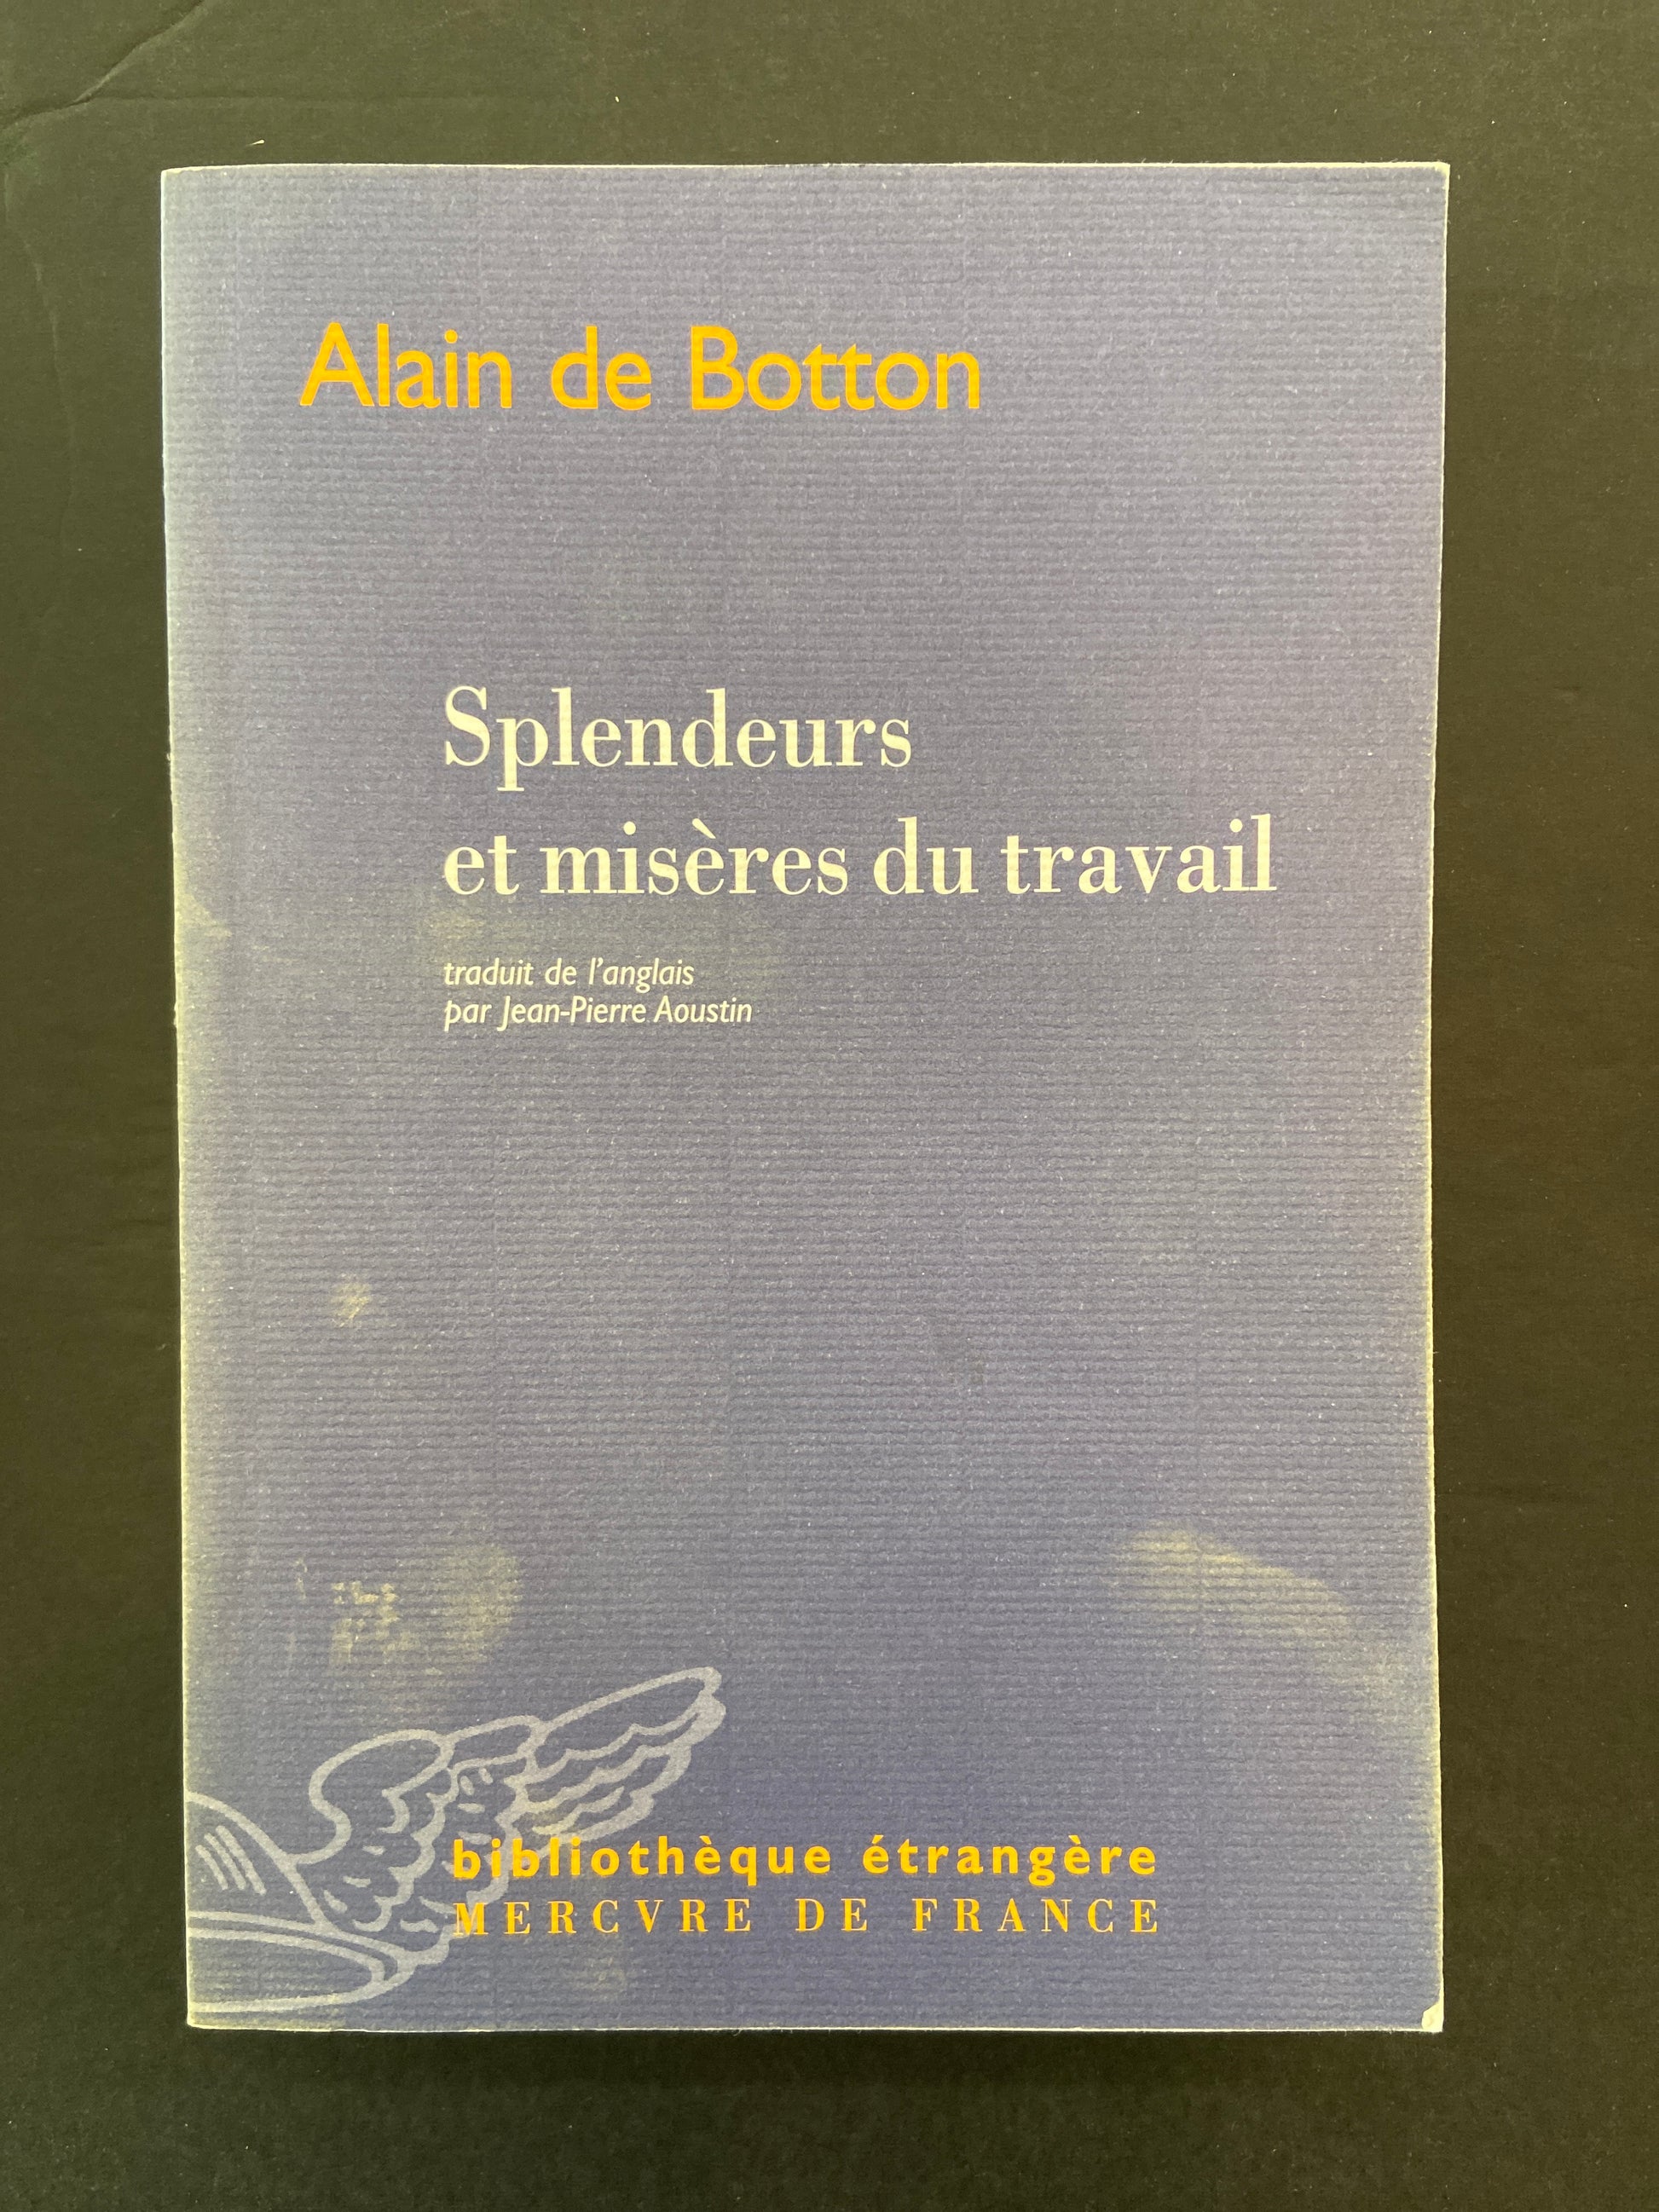 Alain de Botton
Splendeurs
et misères du travail
traduit de l'anglais
par Jean-Pierre Aoustin
bibliothèque étrangère
MERCVRE DE FRANCE